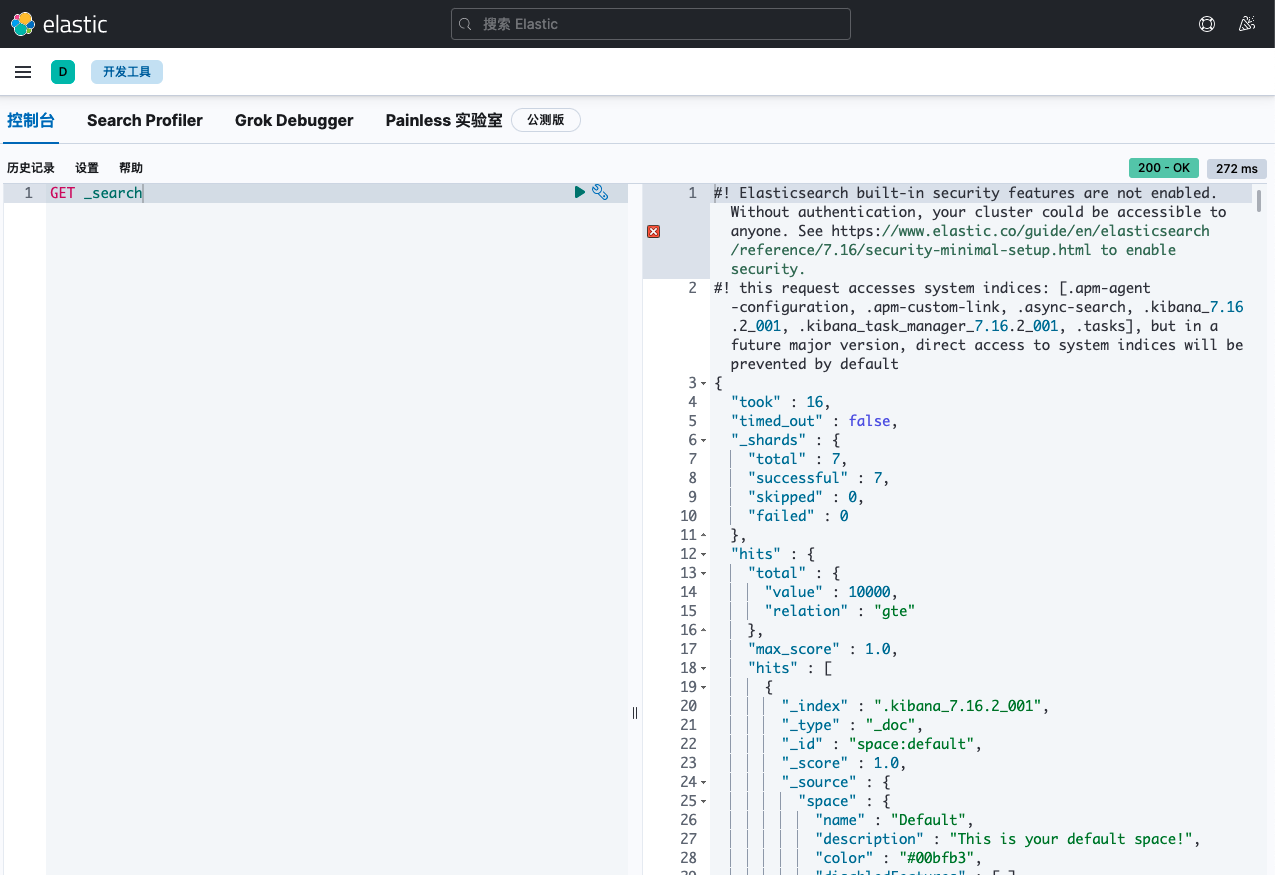 elastic
搜索 Elastic
D
开发工具
控制台 Search Profiler Grok Debugger Painless 实验室 公测版
历史记录 设置 帮助
200 - OK 272 ms
1 GET _search
1 #! Elasticsearch built-in security features are not enabled.
Without authentication, your cluster could be accessible to
anyone. See https://www.elastic.co/guide/en/elasticsearch
/reference/7.16/security-minimal-setup.html to enable
security.
2 #! this request accesses system indices: [.apm-agent
-configuration, .apm-custom-link, .async-search, .kibana_7.16
.2_001, .kibana_task_manager_7.16.2_001, .tasks], but in a
future major version, direct access to system indices will be
prevented by default
3 {
4 "took" : 16,
5 "timed_out" : false,
6 "_shards" : {
7 "total" : 7,
8 "successful" : 7,
9 "skipped" : 0,
10 "failed" : 0
11 },
12 "hits" : {
13 "total" : {
14 "value" : 10000,
15 "relation" : "gte"
16 },
17 "max_score" : 1.0,
18 "hits" : [
19 {
20 "_index" : ".kibana_7.16.2_001",
21 "_type" : "_doc",
22 "_id" : "space:default",
23 "_score" : 1.0,
24 "_source" : {
25 "space" : {
26 "name" : "Default",
27 "description" : "This is your default space!",
28 "color" : "#00bfb3",